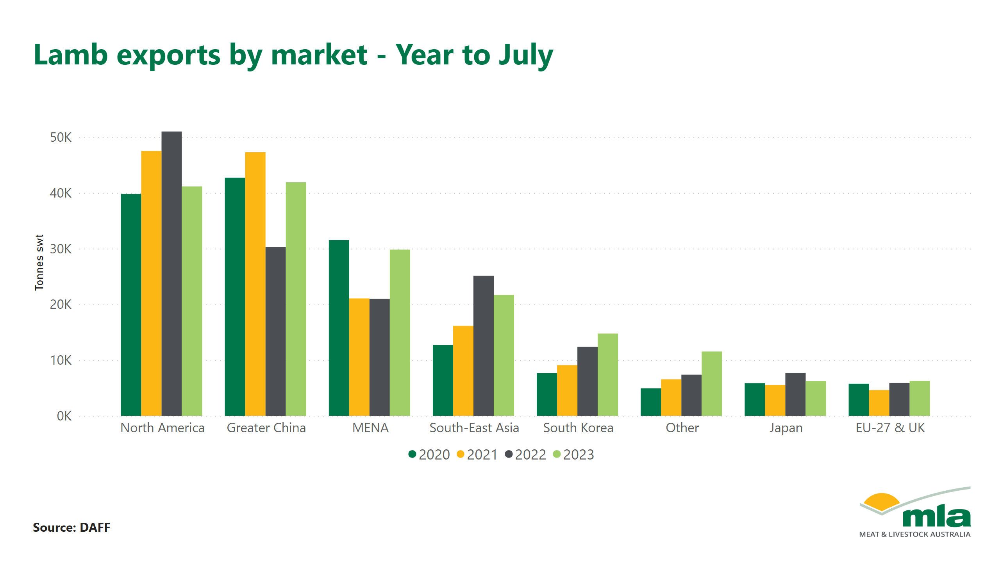 Lamb exports by market - Year to July
Tonnes swt
50K
40K
30K
20K
10K
0K
North America Greater China MENA South-East Asia South Korea Other Japan EU-27 & UK
2020 2021 2022 2023
Source: DAFF
mla
MEAT & LIVESTOCK AUSTRALIA